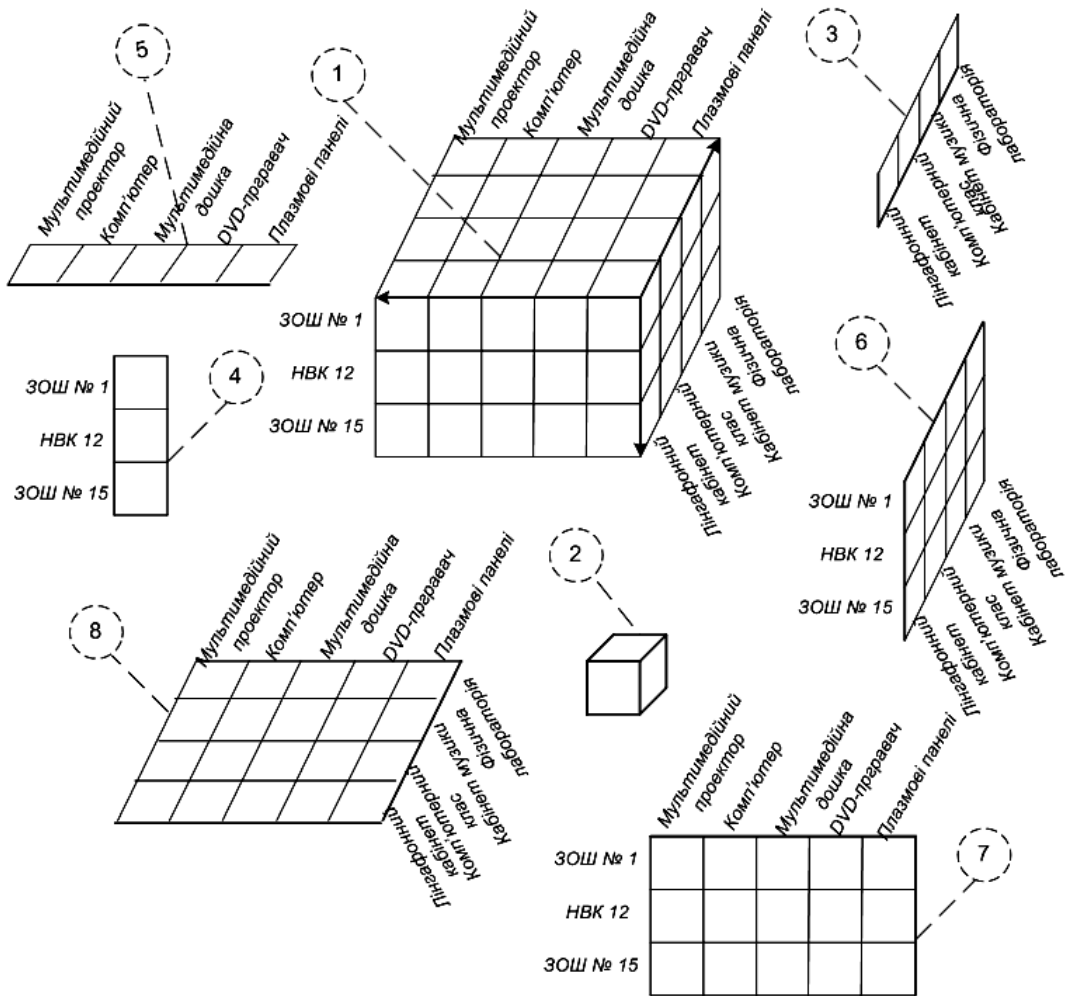 5
Мультимедійний
проектор
Комп'ютер
Мультимедійна
дошка
DVD-пргравач
Плазмові панелі
1
Мультимедійний
проектор
Комп'ютер
Мультимедійна
дошка
DVD-пргравач
Плазмові панелі
ЗОШ № 1
НВК 12
ЗОШ № 15
Лінгафонний
кабінет
Комп'ютерний
клас
Кабінет музики
Фізична
лабораторія
3
Лінгафонний
кабінет
Комп'ютерний
клас
Кабінет музики
Фізична
лабораторія
4
ЗОШ № 1
НВК 12
ЗОШ № 15
6
ЗОШ № 1
НВК 12
ЗОШ № 15
Лінгафонний
кабінет
Комп'ютерний
клас
Кабінет музики
Фізична
лабораторія
8
Мультимедійний
проектор
Комп'ютер
Мультимедійна
дошка
DVD-пргравач
Плазмові панелі
Лінгафонний
кабінет
Комп'ютерний
клас
Кабінет музики
Фізична
лабораторія
2
7
Мультимедійний
проектор
Комп'ютер
Мультимедійна
дошка
DVD-пргравач
Плазмові панелі
ЗОШ № 1
НВК 12
ЗОШ № 15